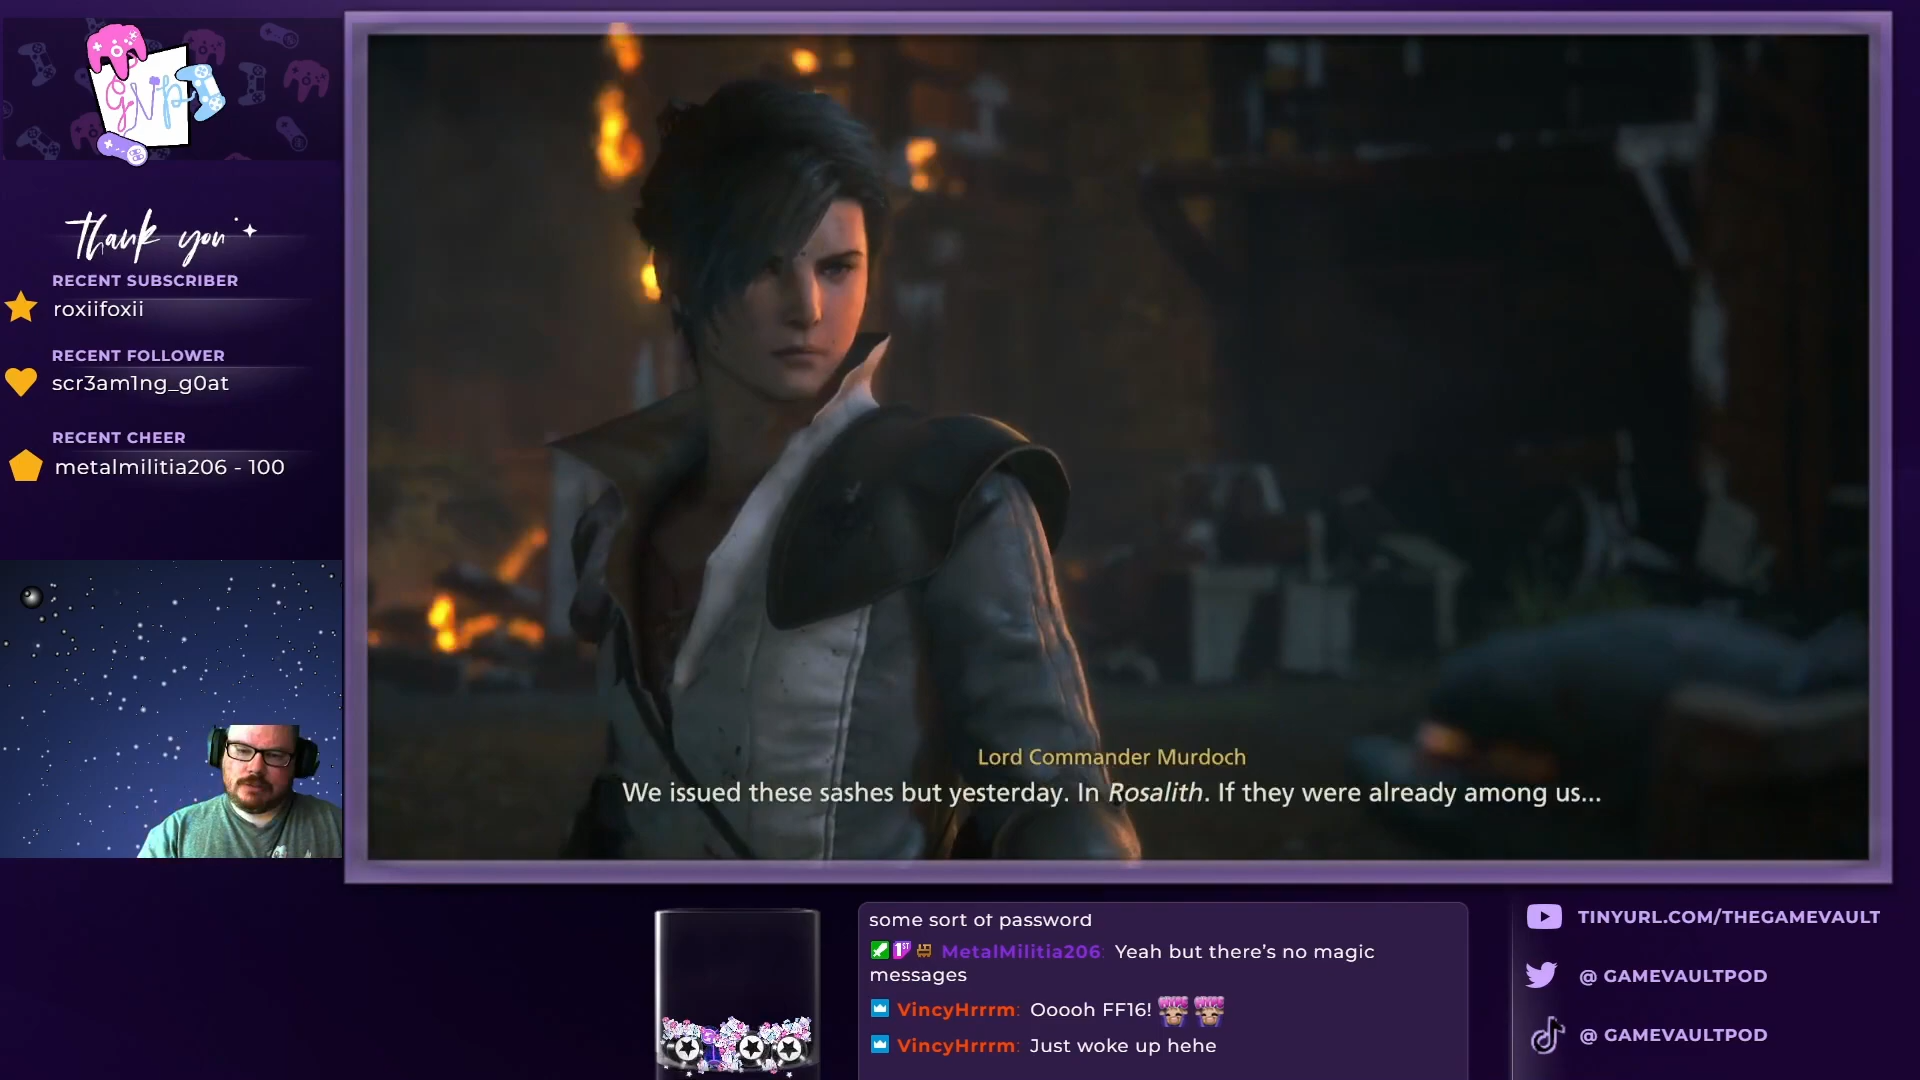 gVp
Thank you
RECENT SUBSCRIBER
roxiifoxii
RECENT FOLLOWER
scr3am1ng_g0at
RECENT CHEER
metalmilitia206 - 100
Lord Commander Murdoch
We issued these sashes but yesterday. In Rosalith. If they were already among us...
some sort of password
1ST MetalMilitia206: Yeah but there's no magic
messages
VincyHrrrm: Ooooh FF16!
VincyHrrrm: Just woke up hehe
TINYURL.COM/THEGAMEVAULT
@ GAMEVAULTPOD
@ GAMEVAULTPOD